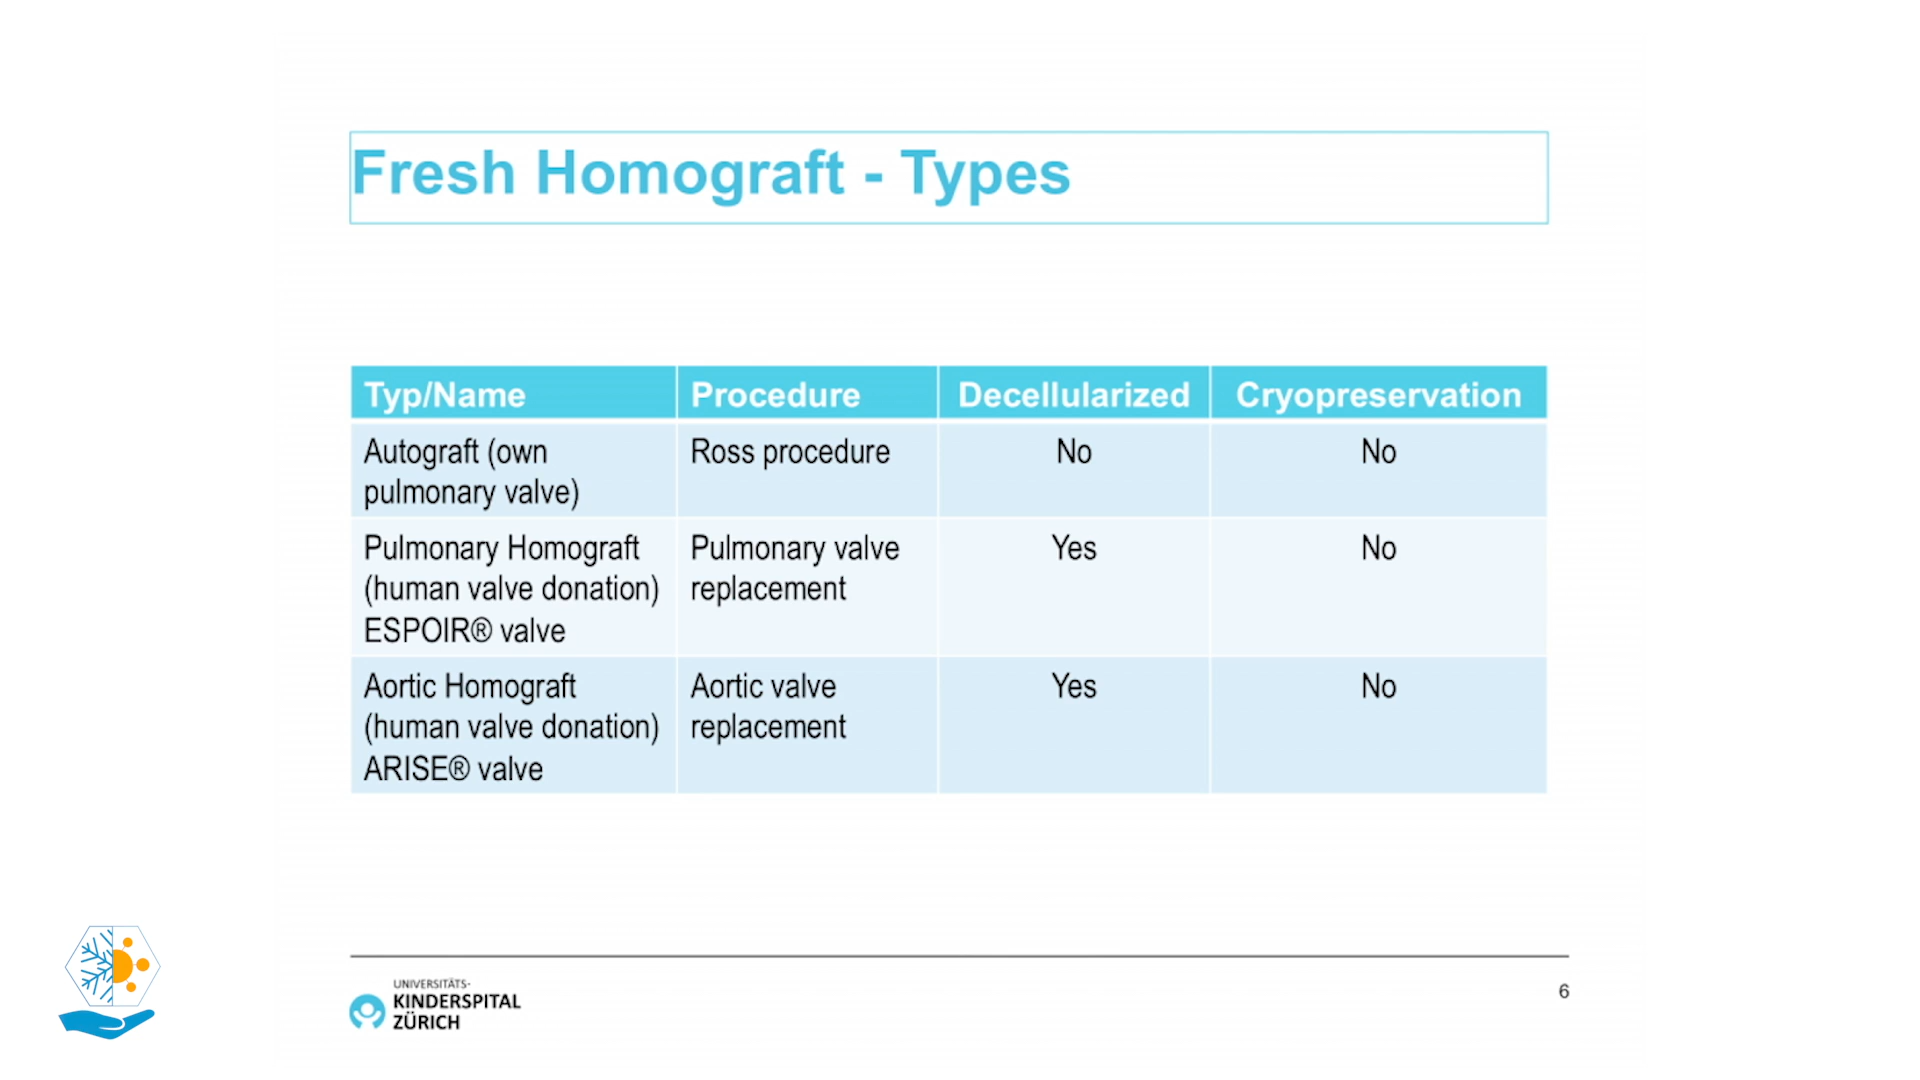 Fresh Homograft - Types
Typ/Name Procedure Decellularized Cryopreservation
Autograft (own Ross procedure No No
pulmonary valve)
Pulmonary Homograft Pulmonary valve Yes No
(human valve donation) replacement
ESPOIR® valve
Aortic Homograft Aortic valve Yes No
(human valve donation) replacement
ARISE® valve
UNIVERSITÄTS-
KINDERSPITAL
ZÜRICH
6